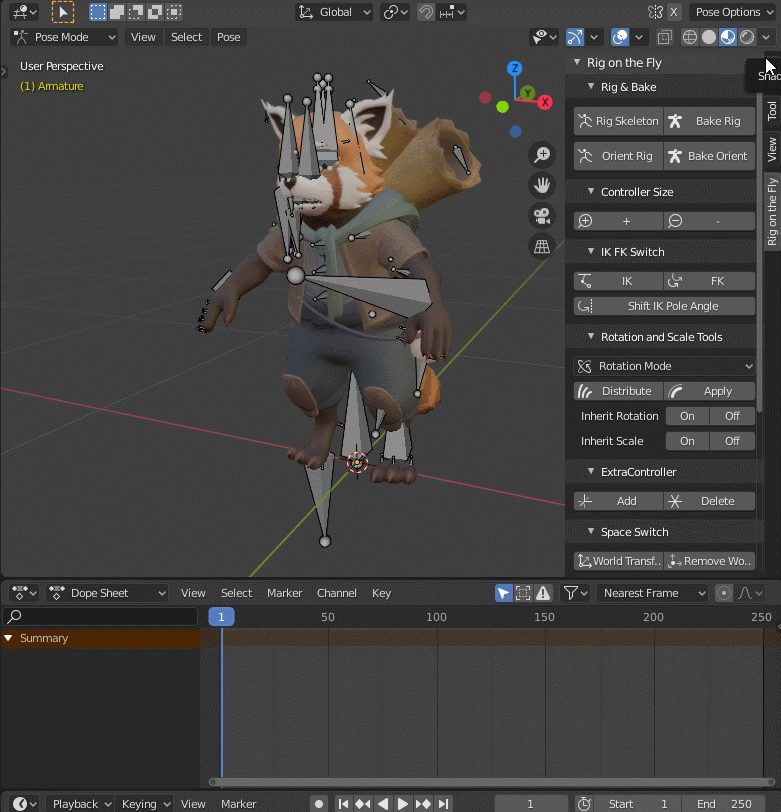 Global
X
Pose Options
Pose Mode View Select Pose
User Perspective
(1) Armature
Z
Y
X
Rig on the Fly
Shad
Rig & Bake
Rig Skeleton Bake Rig
Orient Rig Bake Orient
Controller Size
+ -
IK FK Switch
IK FK
Shift IK Pole Angle
Rotation and Scale Tools
Rotation Mode
Distribute Apply
Inherit Rotation On Off
Inherit Scale On Off
ExtraController
Add Delete
Space Switch
World Transf.. Remove Wo..
Tool
View
Rig on the Fly
Dope Sheet View Select Marker Channel Key Nearest Frame
1 50 100 150 200 250
Summary
Playback Keying View Marker 1 Start 1 End 250